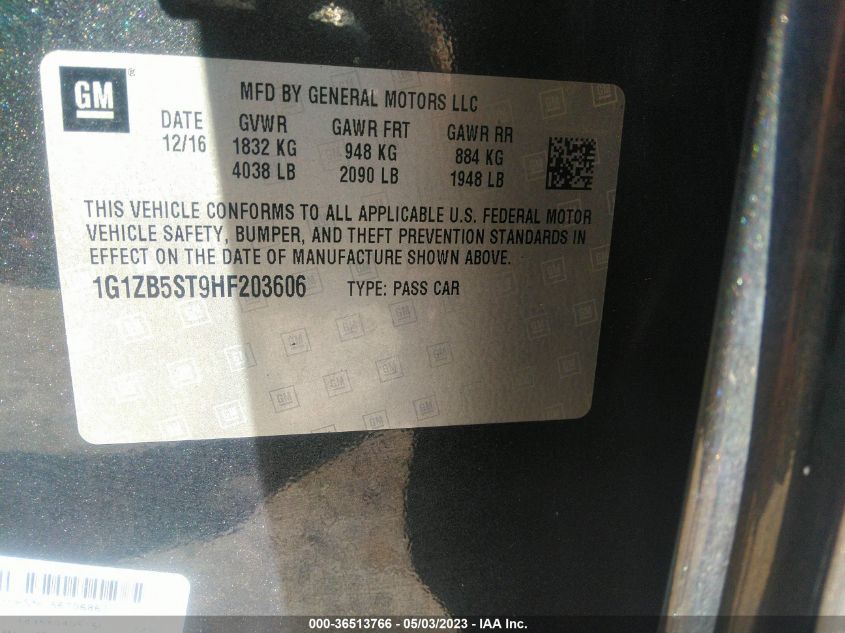 GM
MFD BY GENERAL MOTORS LLC
DATE GVWR GAWR FRT GAWR RR
12/16 1832 KG 948 KG 884 KG
4038 LB 2090 LB 1948 LB
THIS VEHICLE CONFORMS TO ALL APPLICABLE U.S. FEDERAL MOTOR
VEHICLE SAFETY, BUMPER, AND THEFT PREVENTION STANDARDS IN
EFFECT ON THE DATE OF MANUFACTURE SHOWN ABOVE.
1G1ZB5ST9HF203606 TYPE: PASS CAR
000-36513766 - 05/03/2023 - IAA Inc.